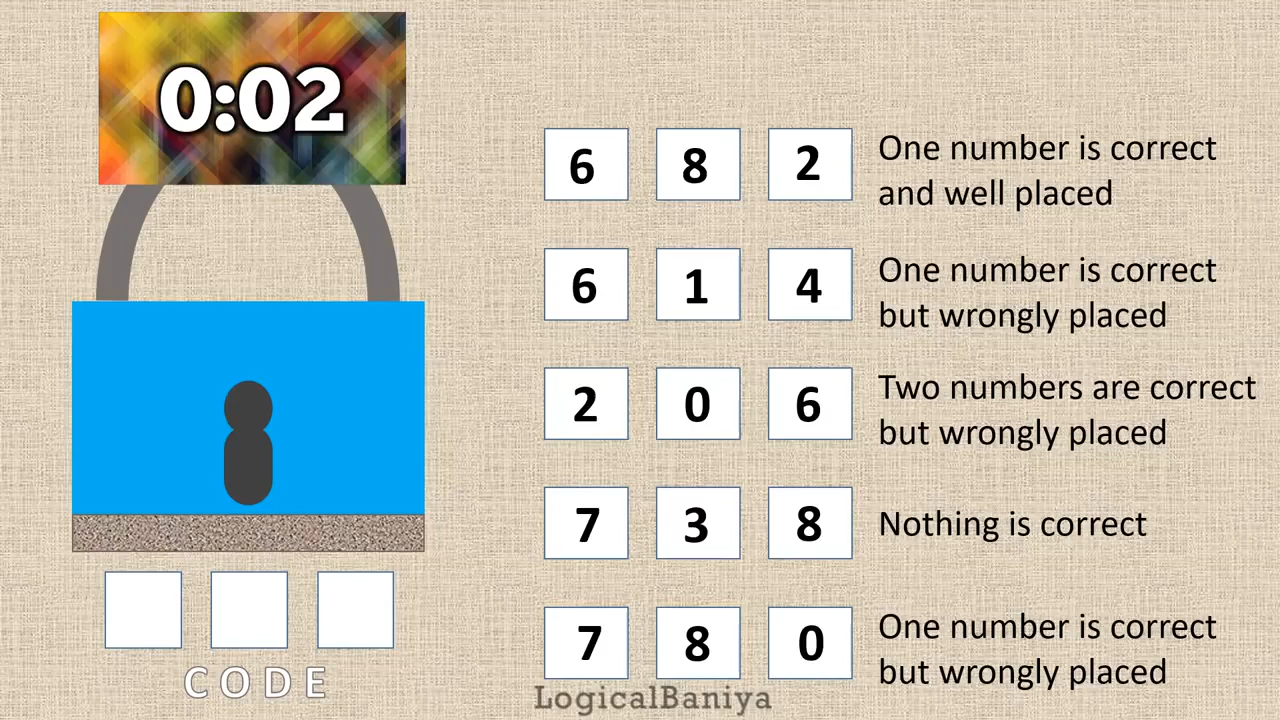 0:02
6 8 2 One number is correct
and well placed
6 1 4 One number is correct
but wrongly placed
2 0 6 Two numbers are correct
but wrongly placed
7 3 8 Nothing is correct
7 8 0 One number is correct
but wrongly placed
CODE
LogicalBaniya